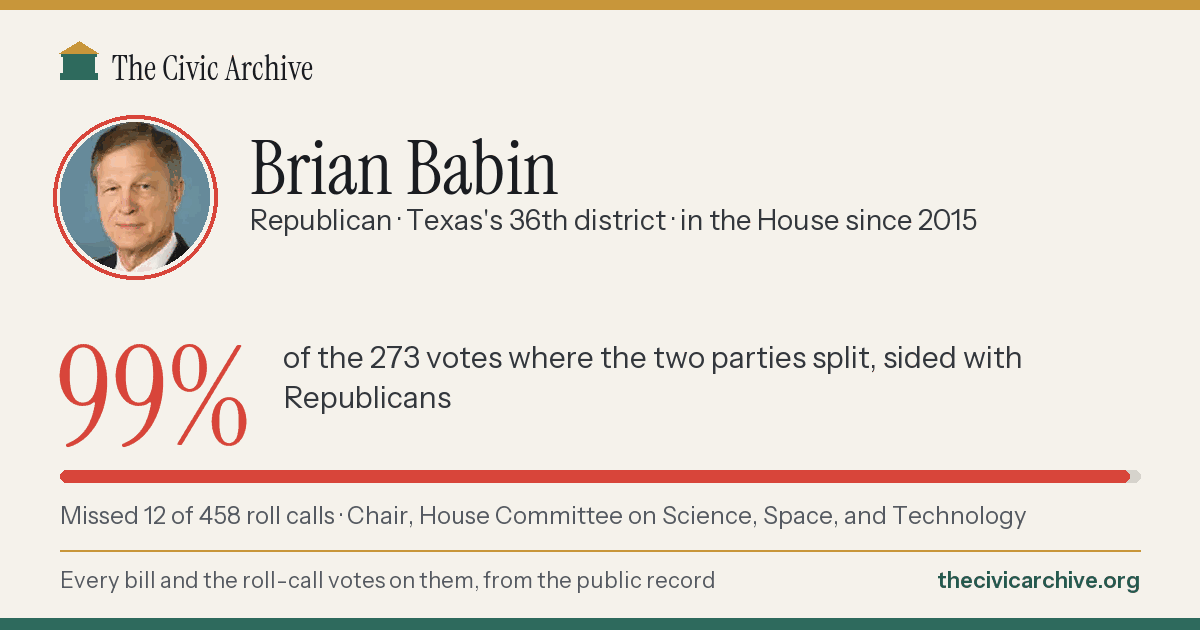 The Civic Archive
Brian Babin
Republican · Texas's 36th district · in the House since 2015
99%
of the 273 votes where the two parties split, sided with
Republicans
Missed 12 of 458 roll calls · Chair, House Committee on Science, Space, and Technology
Every bill and the roll-call votes on them, from the public record
thecivicarchive.org